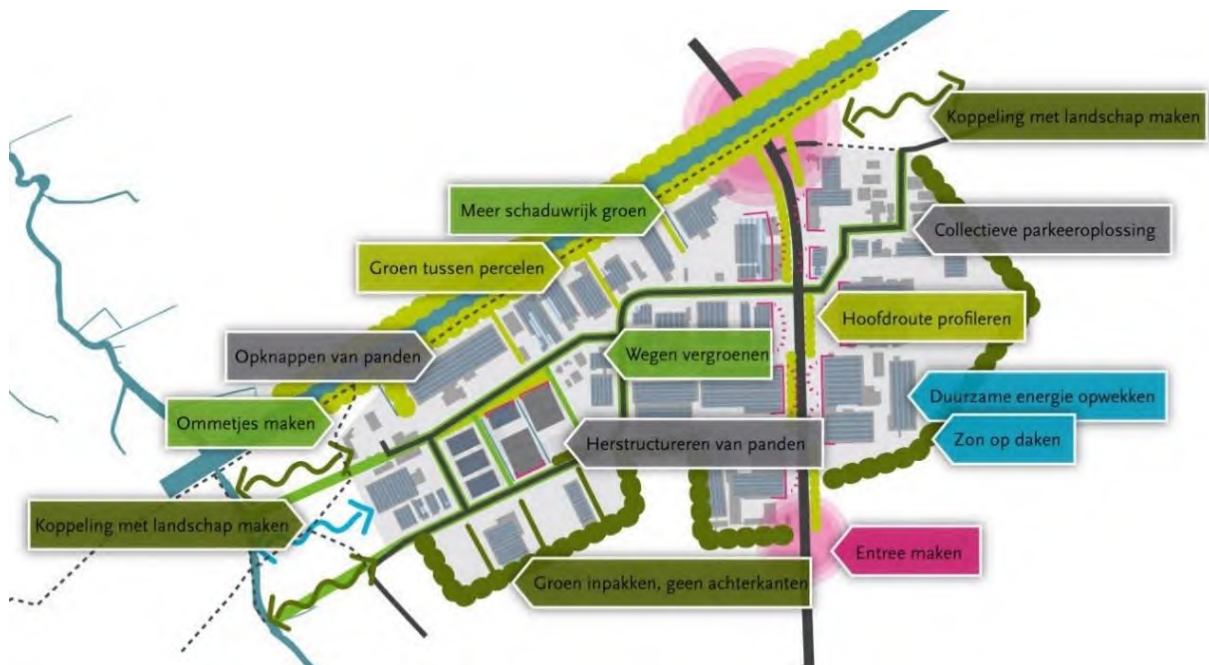 Koppeling met landschap maken
Meer schaduwrijk groen
Collectieve parkeeroplossing
Groen tussen percelen
Hoofdroute profileren
Opknappen van panden
Wegen vergroenen
Duurzame energie opwekken
Ommetjes maken
Herstructureren van panden
Zon op daken
Koppeling met landschap maken
Entree maken
Groen inpakken, geen achterkanten